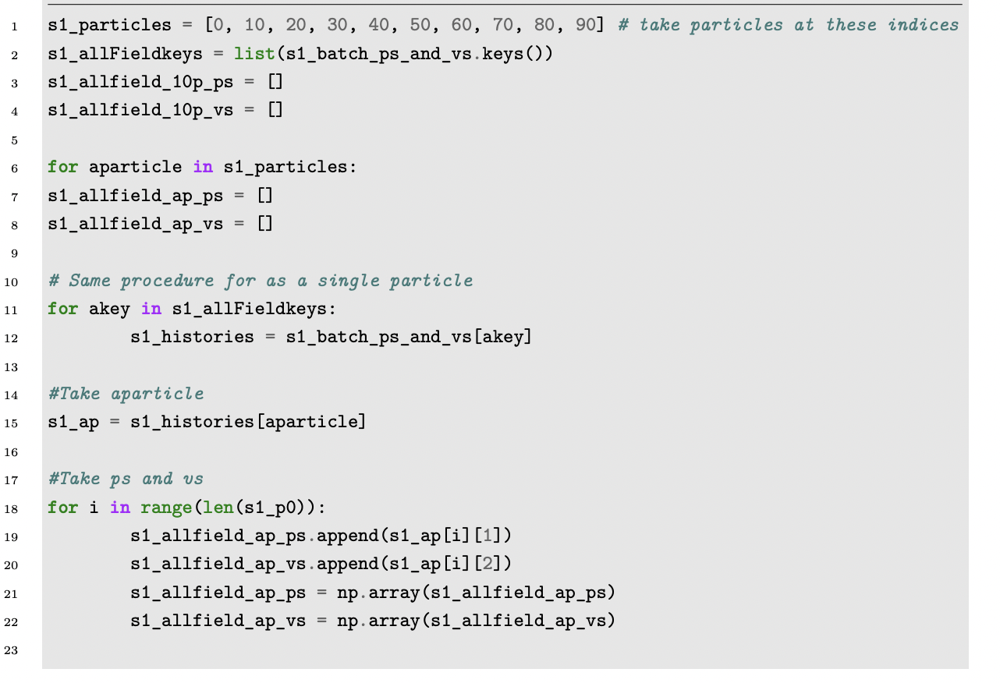 1 s1_particles = [0, 10, 20, 30, 40, 50, 60, 70, 80, 90] # take particles at these indices
2 s1_allFieldkeys = list(s1_batch_ps_and_vs.keys())
3 s1_allfield_10p_ps = []
4 s1_allfield_10p_vs = []
5
6 for aparticle in s1_particles:
7 s1_allfield_ap_ps = []
8 s1_allfield_ap_vs = []
9
10 # Same procedure for as a single particle
11 for akey in s1_allFieldkeys:
12         s1_histories = s1_batch_ps_and_vs[akey]
13
14 #Take aparticle
15 s1_ap = s1_histories[aparticle]
16
17 #Take ps and vs
18 for i in range(len(s1_p0)):
19         s1_allfield_ap_ps.append(s1_ap[i][1])
20         s1_allfield_ap_vs.append(s1_ap[i][2])
21         s1_allfield_ap_ps = np.array(s1_allfield_ap_ps)
22         s1_allfield_ap_vs = np.array(s1_allfield_ap_vs)
23